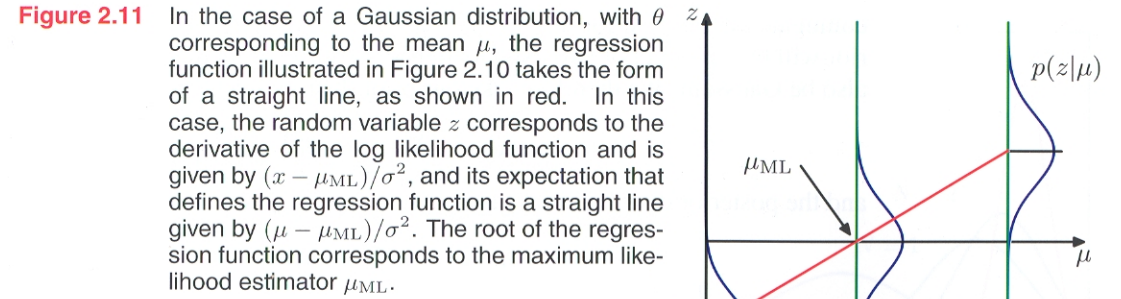 Figure 2.11 In the case of a Gaussian distribution, with θ
corresponding to the mean μ, the regression
function illustrated in Figure 2.10 takes the form
of a straight line, as shown in red. In this
case, the random variable z corresponds to the
derivative of the log likelihood function and is
given by (x − μML)/σ², and its expectation that
defines the regression function is a straight line
given by (μ − μML)/σ². The root of the regres-
sion function corresponds to the maximum like-
lihood estimator μML.
z
p(z|μ)
μML
μ